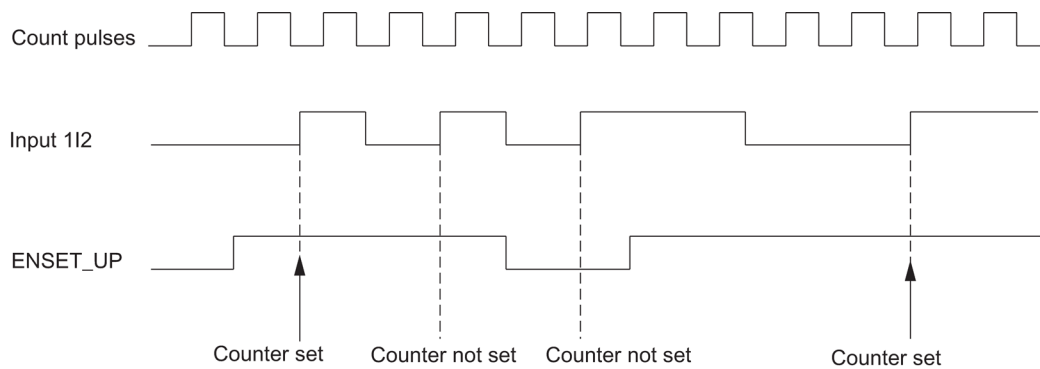 Count pulses
Input 1I2
ENSET_UP
Counter set
Counter not set
Counter not set
Counter set